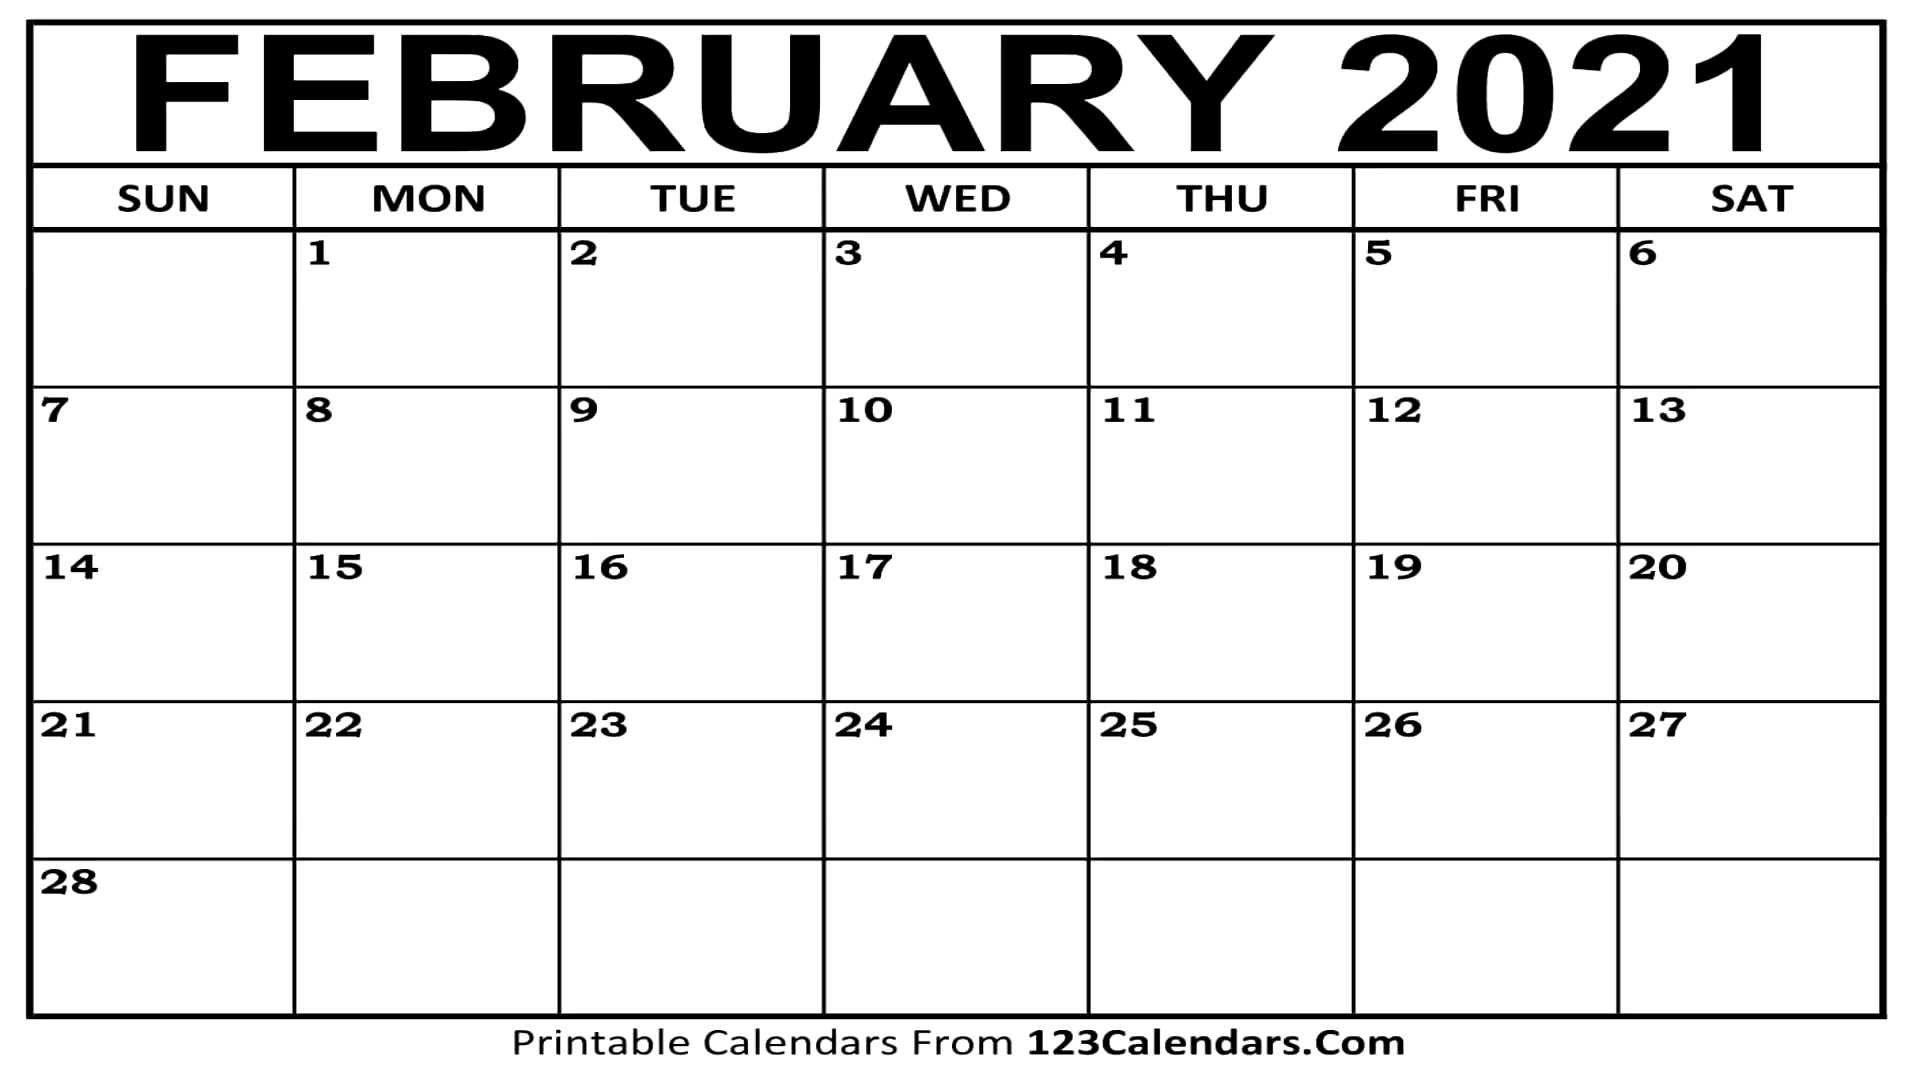 FEBRUARY 2021
SUN MON TUE WED THU FRI SAT
1 2 3 4 5 6
7 8 9 10 11 12 13
14 15 16 17 18 19 20
21 22 23 24 25 26 27
28
Printable Calendars From 123Calendars.Com